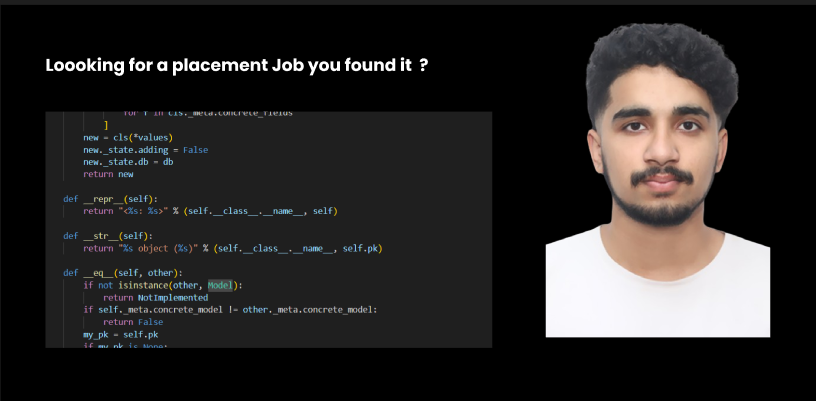 Loooking for a placement Job you found it ?
for f in cls._meta.concrete_fields
]
new = cls(*values)
new._state.adding = False
new._state.db = db
return new
def __repr__(self):
return "<%s: %s>" % (self.__class__.__name__, self)
def __str__(self):
return "%s object (%s)" % (self.__class__.__name__, self.pk)
def __eq__(self, other):
if not isinstance(other, Model):
return NotImplemented
if self._meta.concrete_model != other._meta.concrete_model:
return False
my_pk = self.pk
if my_pk is None: